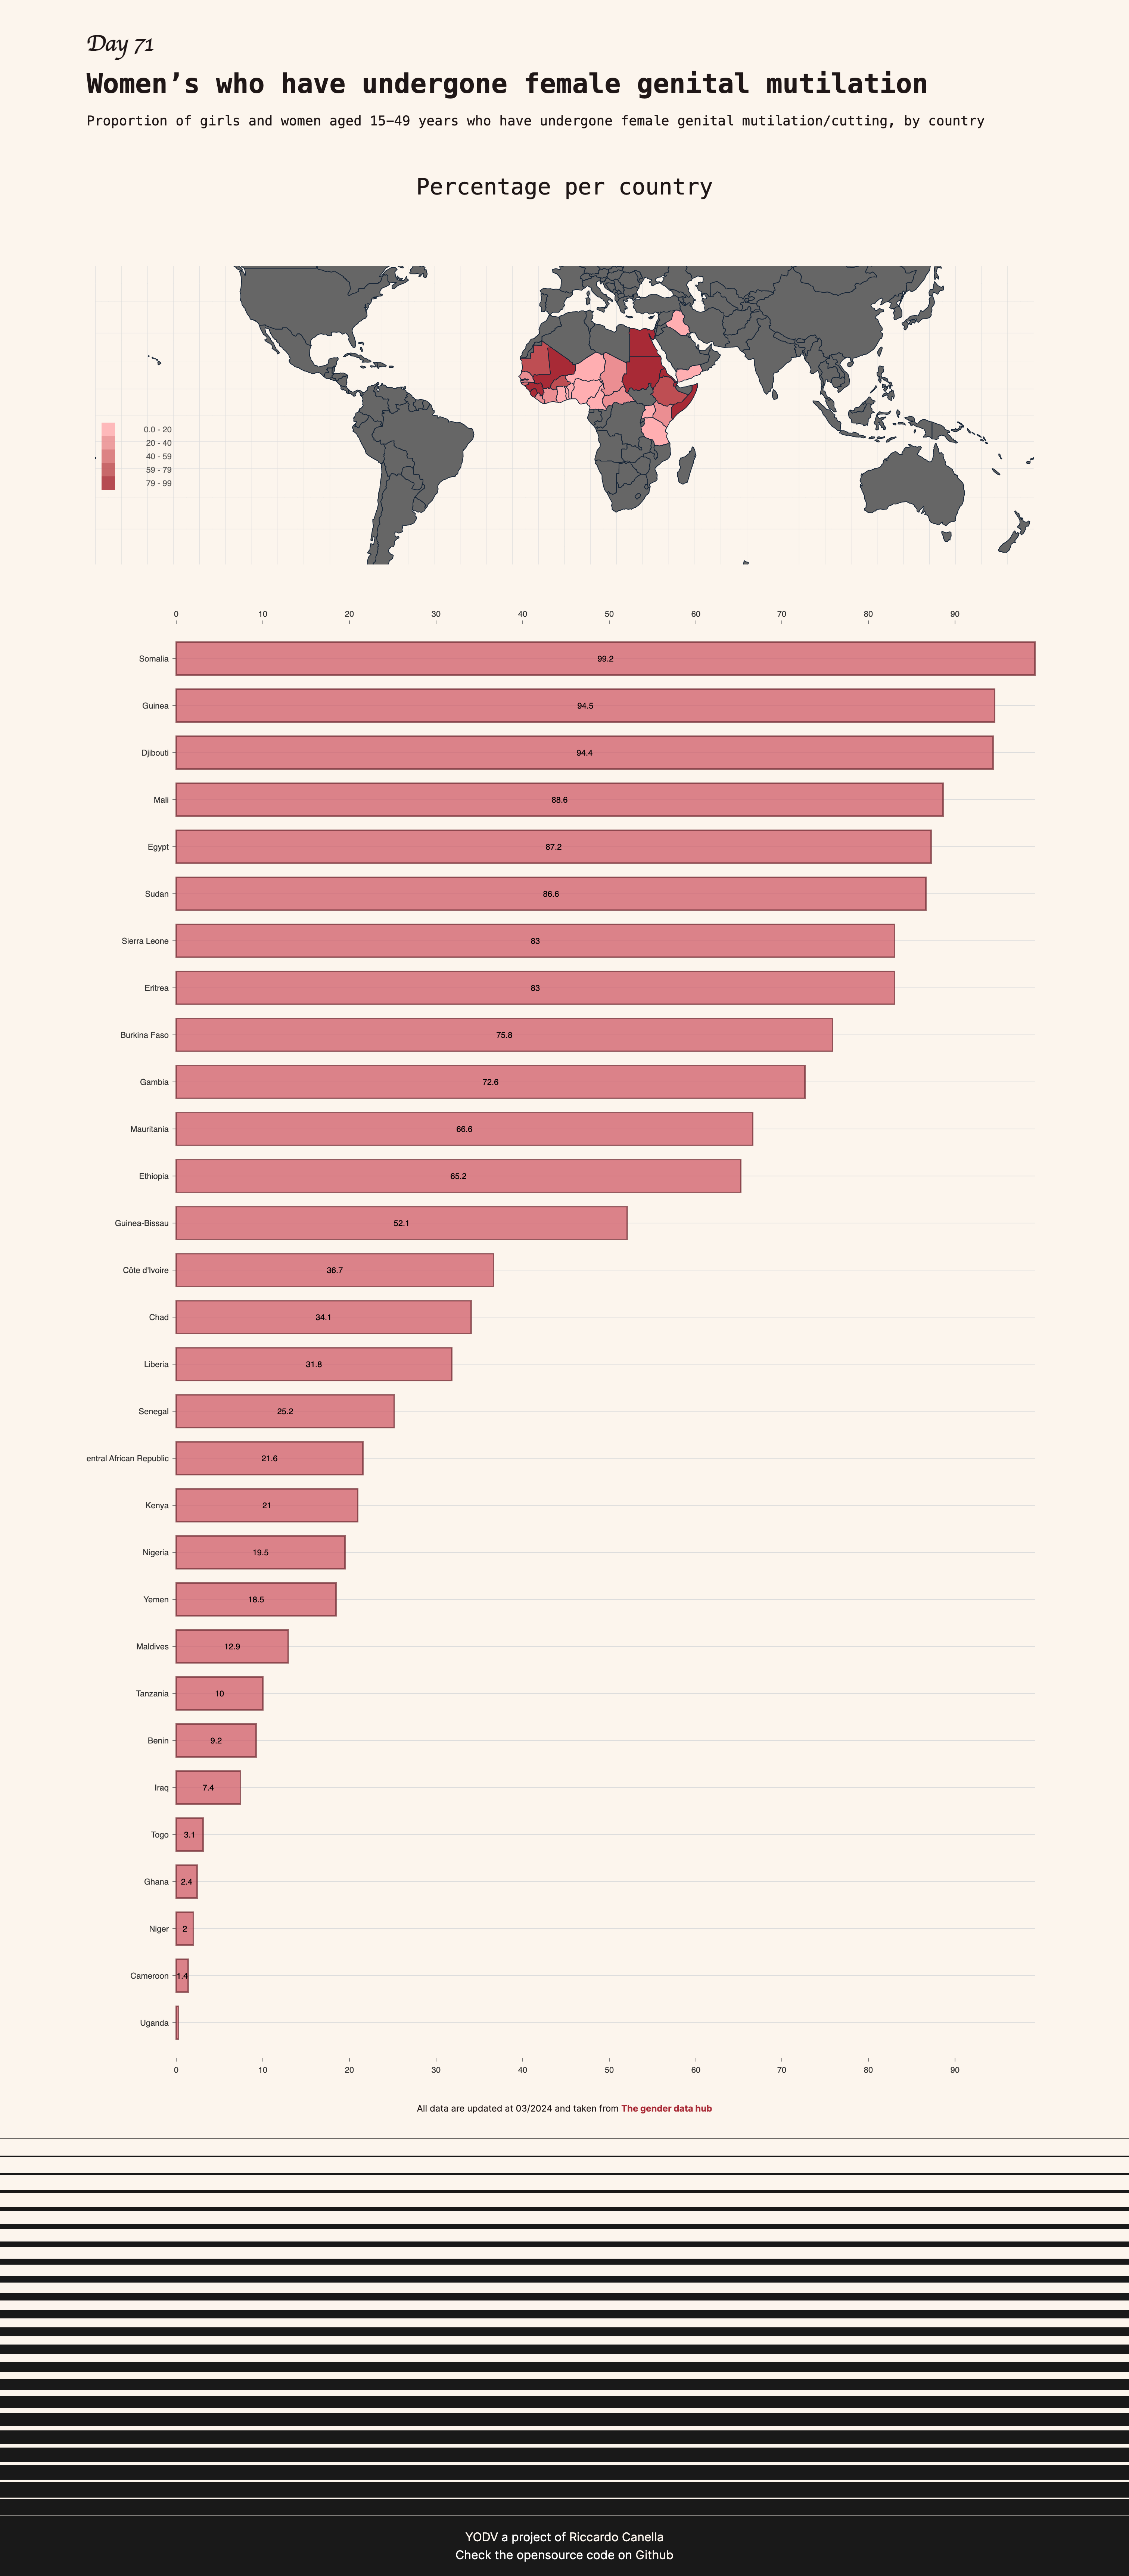 Day 71
Women’s who have undergone female genital mutilation
Proportion of girls and women aged 15–49 years who have undergone female genital mutilation/cutting, by country
Percentage per country
0.0 - 20
20 - 40
40 - 59
59 - 79
79 - 99
0 10 20 30 40 50 60 70 80 90
Somalia 99.2
Guinea 94.5
Djibouti 94.4
Mali 88.6
Egypt 87.2
Sudan 86.6
Sierra Leone 83
Eritrea 83
Burkina Faso 75.8
Gambia 72.6
Mauritania 66.6
Ethiopia 65.2
Guinea-Bissau 52.1
Côte d'Ivoire 36.7
Chad 34.1
Liberia 31.8
Senegal 25.2
entral African Republic 21.6
Kenya 21
Nigeria 19.5
Yemen 18.5
Maldives 12.9
Tanzania 10
Benin 9.2
Iraq 7.4
Togo 3.1
Ghana 2.4
Niger 2
Cameroon 1.4
Uganda
0 10 20 30 40 50 60 70 80 90
All data are updated at 03/2024 and taken from The gender data hub
YODV a project of Riccardo Canella
Check the opensource code on Github